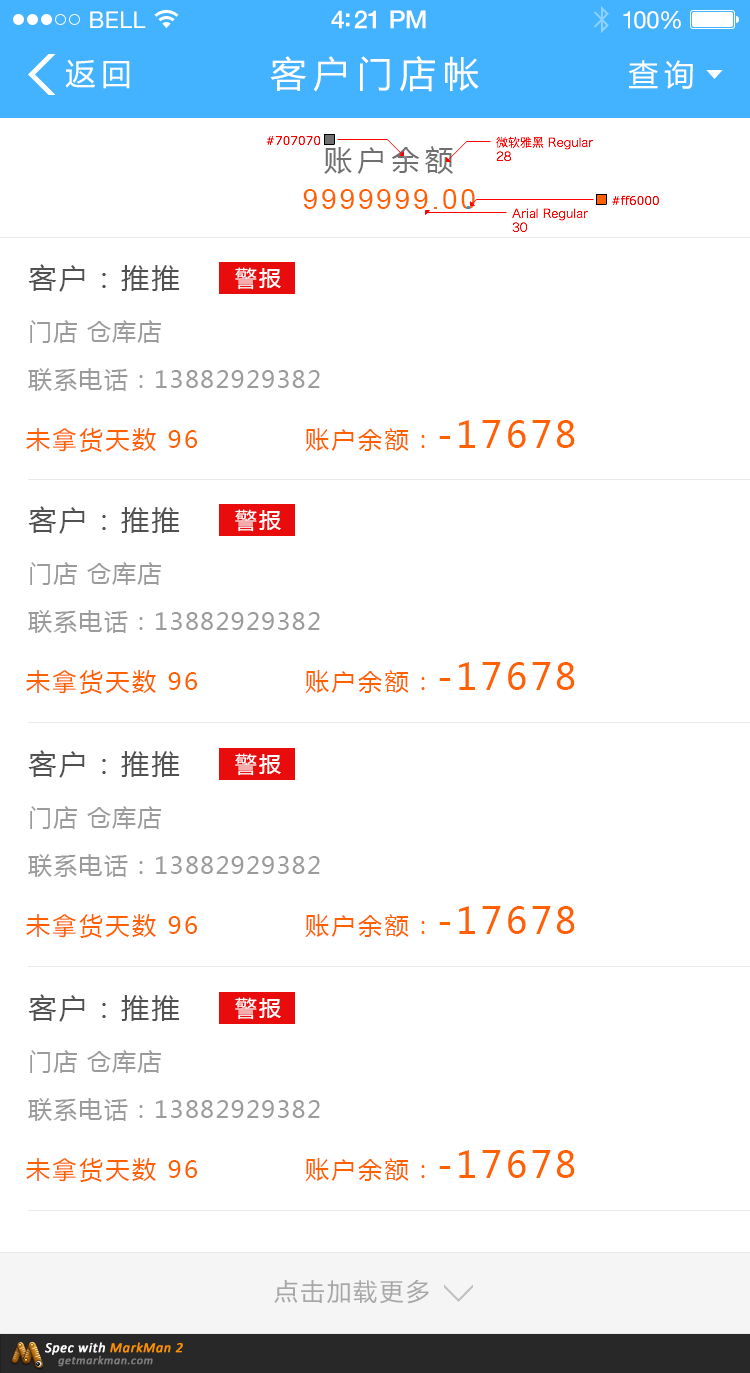 BELL 4:21 PM 100%
返回 客户门店帐 查询
#707070 微软雅黑 Regular
28
账户余额
9999999.00 #ff6000
Arial Regular
30
客户：推推 警报
门店 仓库店
联系电话：13882929382
未拿货天数 96 账户余额：-17678
客户：推推 警报
门店 仓库店
联系电话：13882929382
未拿货天数 96 账户余额：-17678
客户：推推 警报
门店 仓库店
联系电话：13882929382
未拿货天数 96 账户余额：-17678
客户：推推 警报
门店 仓库店
联系电话：13882929382
未拿货天数 96 账户余额：-17678
点击加载更多
Spec with MarkMan 2
getmarkman.com